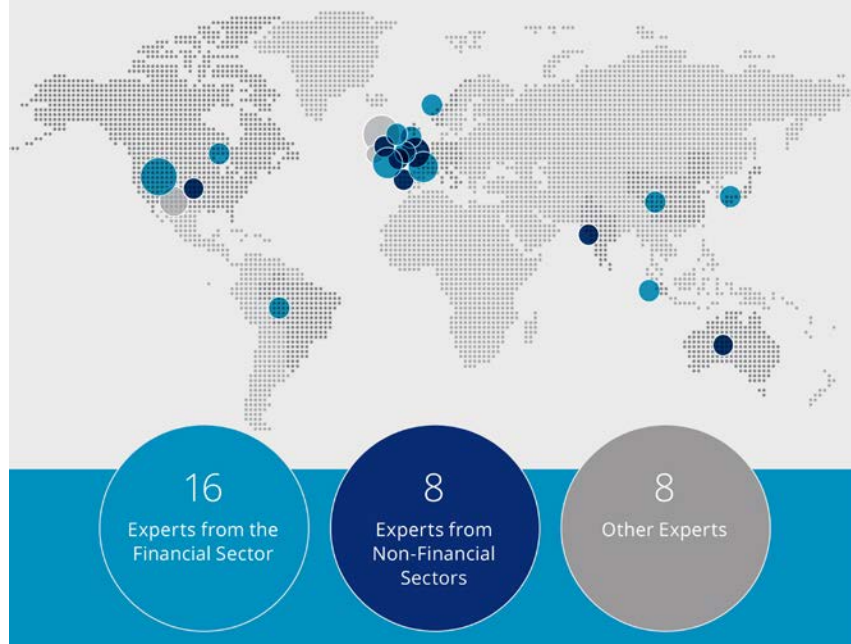 16
Experts from the
Financial Sector
8
Experts from
Non-Financial
Sectors
8
Other Experts